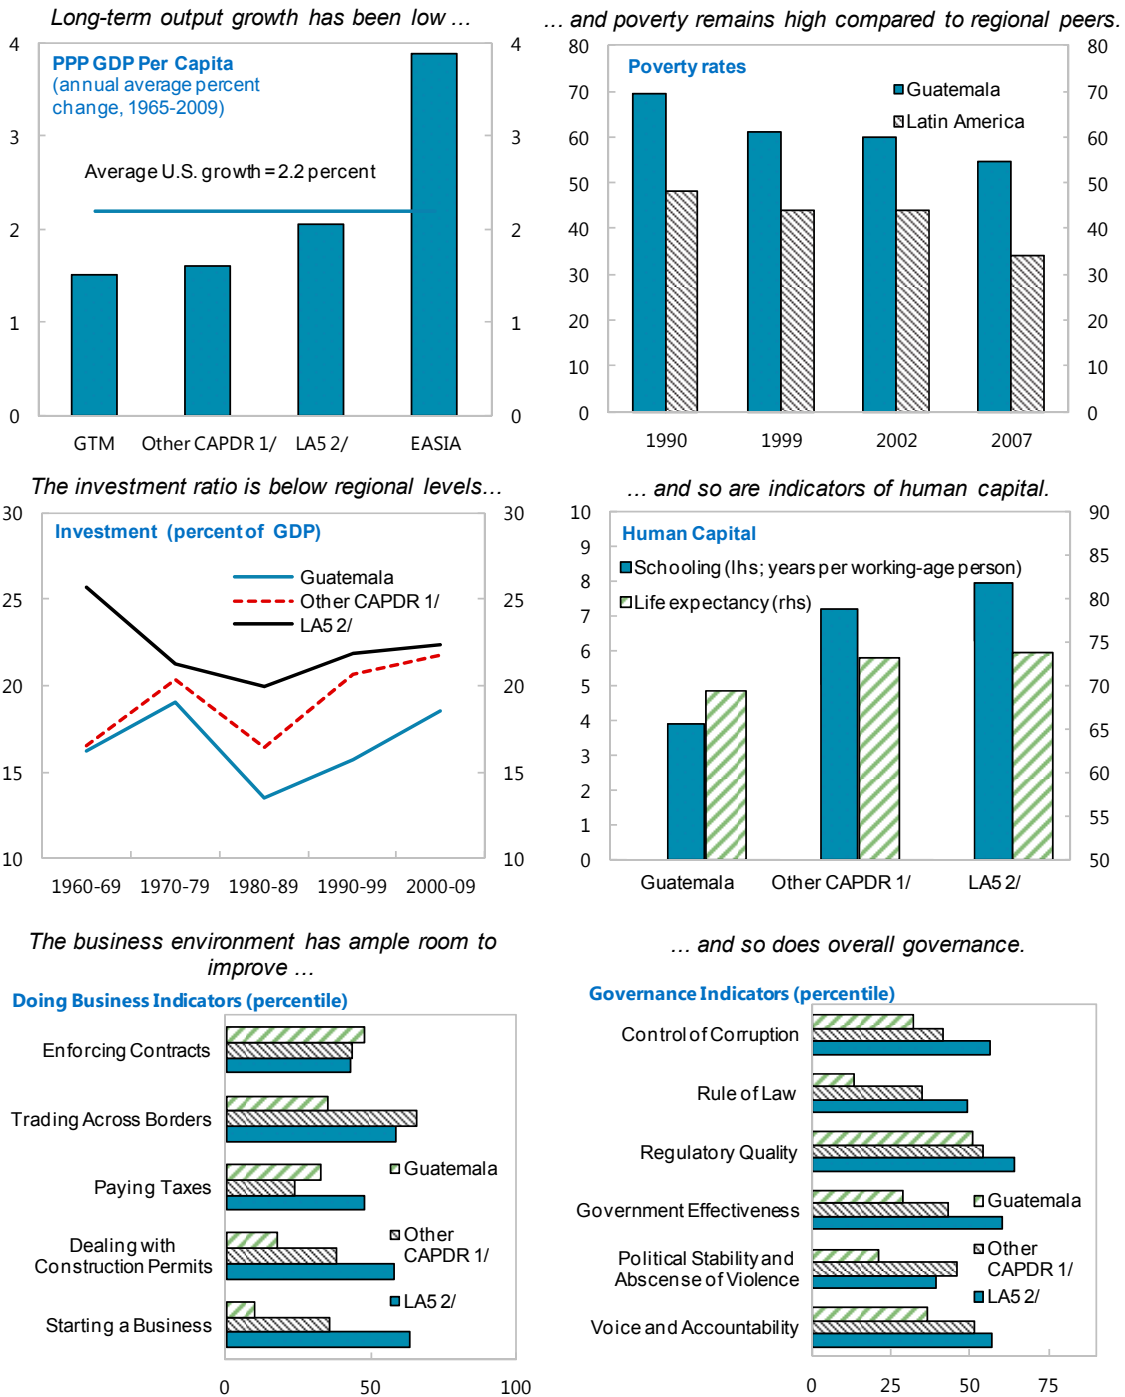 Long-term output growth has been low …
PPP GDP Per Capita
(annual average percent
change, 1965-2009)
Average U.S. growth = 2.2 percent
4
3
2
1
0
4
3
2
1
0
GTM
Other CAPDR 1/
LA5 2/
EASIA
… and poverty remains high compared to regional peers.
Poverty rates
Guatemala
Latin America
80
70
60
50
40
30
20
10
0
80
70
60
50
40
30
20
10
0
1990
1999
2002
2007
The investment ratio is below regional levels…
Investment (percent of GDP)
Guatemala
Other CAPDR 1/
LA5 2/
30
25
20
15
10
30
25
20
15
10
1960-69
1970-79
1980-89
1990-99
2000-09
… and so are indicators of human capital.
Human Capital
Schooling (lhs; years per working-age person)
Life expectancy (rhs)
10
9
8
7
6
5
4
3
2
1
0
90
85
80
75
70
65
60
55
50
Guatemala
Other CAPDR 1/
LA5 2/
The business environment has ample room to
improve …
Doing Business Indicators (percentile)
Enforcing Contracts
Trading Across Borders
Paying Taxes
Dealing with
Construction Permits
Starting a Business
Guatemala
Other
CAPDR 1/
LA5 2/
0
50
100
… and so does overall governance.
Governance Indicators (percentile)
Control of Corruption
Rule of Law
Regulatory Quality
Government Effectiveness
Political Stability and
Abscense of Violence
Voice and Accountability
Guatemala
Other
CAPDR 1/
LA5 2/
0
25
50
75